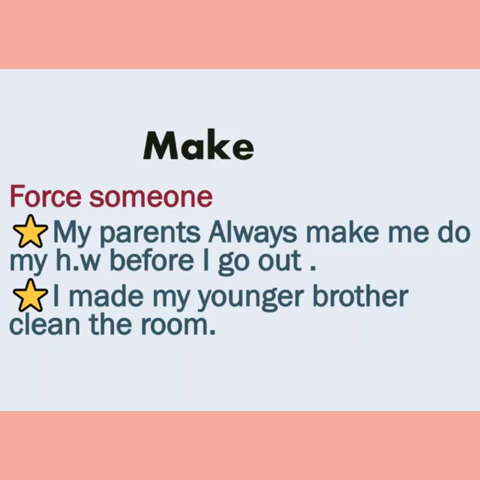 Make
Force someone
⭐My parents Always make me do
my h.w before I go out .
⭐I made my younger brother
clean the room.